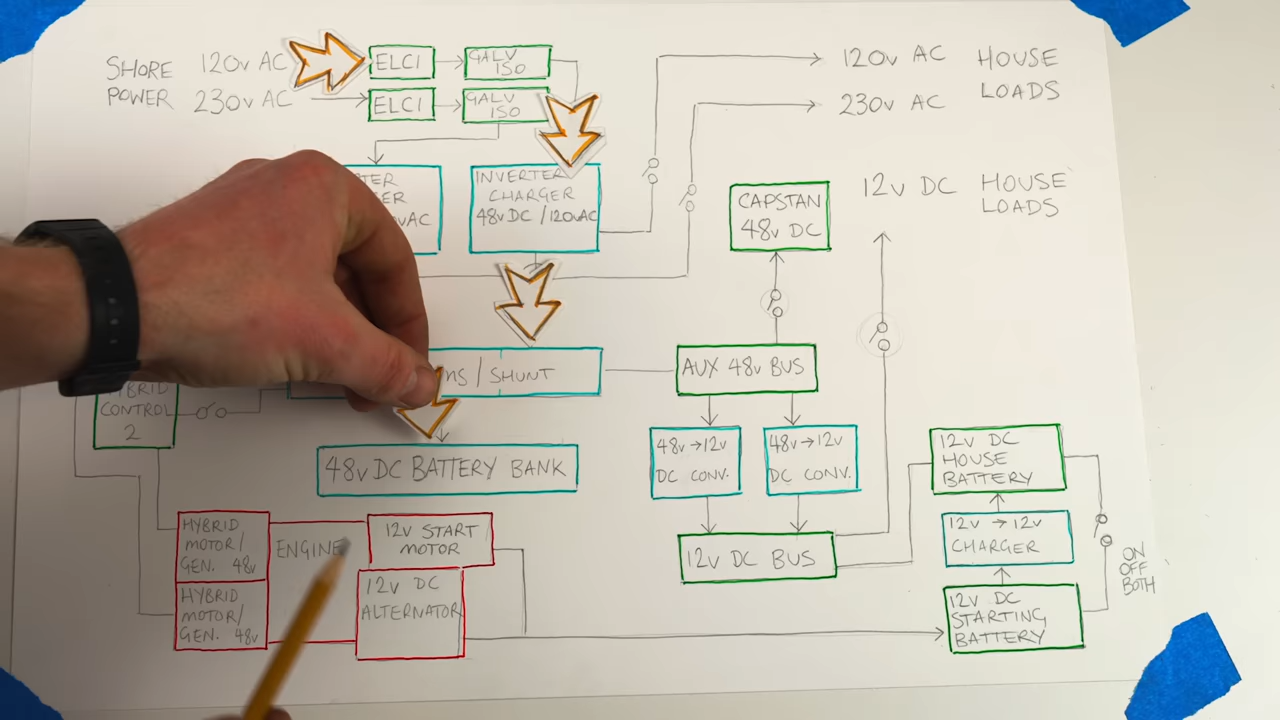 SHORE
POWER
120v AC
230v AC
ELCI
GALV
ISO
ELCI
GALV
ISO
120v AC
230v AC
HOUSE
LOADS
INVERTER
CHARGER
48v DC / 120vAC
CAPSTAN
48v DC
12v DC HOUSE
LOADS
/ SHUNT
AUX 48v BUS
CONTROL
2
48v DC BATTERY BANK
48v→12v
DC CONV.
48v→12v
DC CONV.
12v DC
HOUSE
BATTERY
HYBRID
MOTOR/
GEN. 48v
ENGINE
12v START
MOTOR
12v DC BUS
12v → 12v
CHARGER
ON
OFF
BOTH
HYBRID
MOTOR/
GEN. 48v
12v DC
ALTERNATOR
12v DC
STARTING
BATTERY